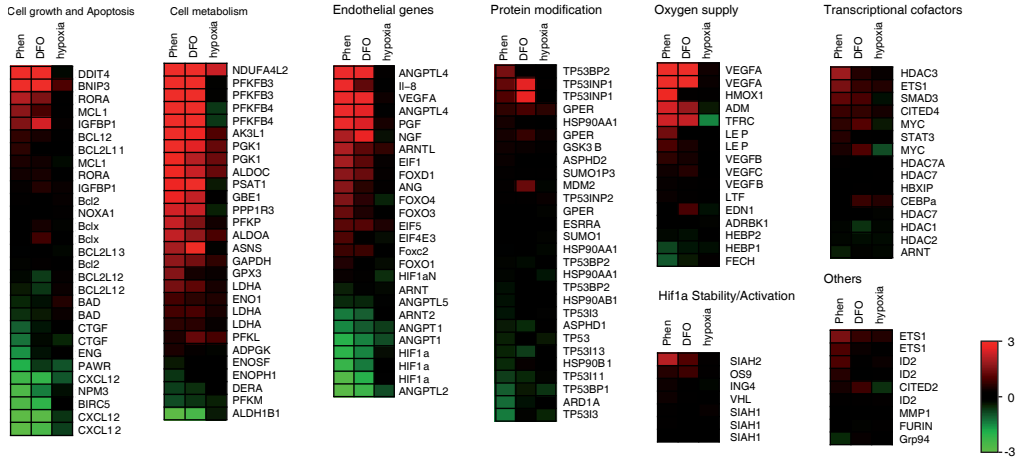 Cell growth and Apoptosis
Phen
DFO
hypoxia
DDIT4
BNIP3
RORA
MCL1
IGFBP1
BCL12
BCL2L11
MCL1
RORA
IGFBP1
Bcl2
NOXA1
Bclx
Bclx
BCL2L13
Bcl2
BCL2L12
BCL2L12
BAD
BAD
CTGF
CTGF
ENG
PAWR
CXCL12
NPM3
BIRC5
CXCL12
CXCL12
Cell metabolism
Phen
DFO
hypoxia
NDUFA4L2
PFKFB3
PFKFB3
PFKFB4
PFKFB4
AK3L1
PGK1
PGK1
ALDOC
PSAT1
GBE1
PPP1R3
PFKP
ALDOA
ASNS
GAPDH
GPX3
LDHA
ENO1
LDHA
LDHA
PFKL
ADPGK
ENOSF
ENOPH1
DERA
PFKM
ALDH1B1
Endothelial genes
Phen
DFO
hypoxia
ANGPTL4
Il-8
VEGFA
ANGPTL4
PGF
NGF
ARNTL
EIF1
FOXD1
ANG
FOXO4
FOXO3
EIF5
EIF4E3
Foxc2
FOXO1
HIF1aN
ARNT
ANGPTL5
ARNT2
ANGPT1
ANGPT1
HIF1a
HIF1a
HIF1a
ANGPTL2
Protein modification
Phen
DFO
hypoxia
TP53BP2
TP53INP1
TP53INP1
GPER
HSP90AA1
GPER
GSK3 B
ASPHD2
SUMO1P3
MDM2
TP53INP2
GPER
ESRRA
SUMO1
HSP90AA1
TP53BP2
HSP90AA1
TP53BP2
HSP90AB1
TP53I3
ASPHD1
TP53
TP53I13
HSP90B1
TP53I11
TP53BP1
ARD1A
TP53I3
Oxygen supply
Phen
DFO
hypoxia
VEGFA
VEGFA
HMOX1
ADM
TFRC
LE P
LE P
VEGFB
VEGFC
VEGFB
LTF
EDN1
ADRBK1
HEBP2
HEBP1
FECH
Hif1a Stability/Activation
Phen
DFO
hypoxia
SIAH2
OS9
ING4
VHL
SIAH1
SIAH1
SIAH1
Transcriptional cofactors
Phen
DFO
hypoxia
HDAC3
ETS1
SMAD3
CITED4
MYC
STAT3
MYC
HDAC7A
HDAC7
HBXIP
CEBPa
HDAC7
HDAC1
HDAC2
ARNT
Others
Phen
DFO
hypoxia
ETS1
ETS1
ID2
ID2
CITED2
ID2
MMP1
FURIN
Grp94
3
0
-3